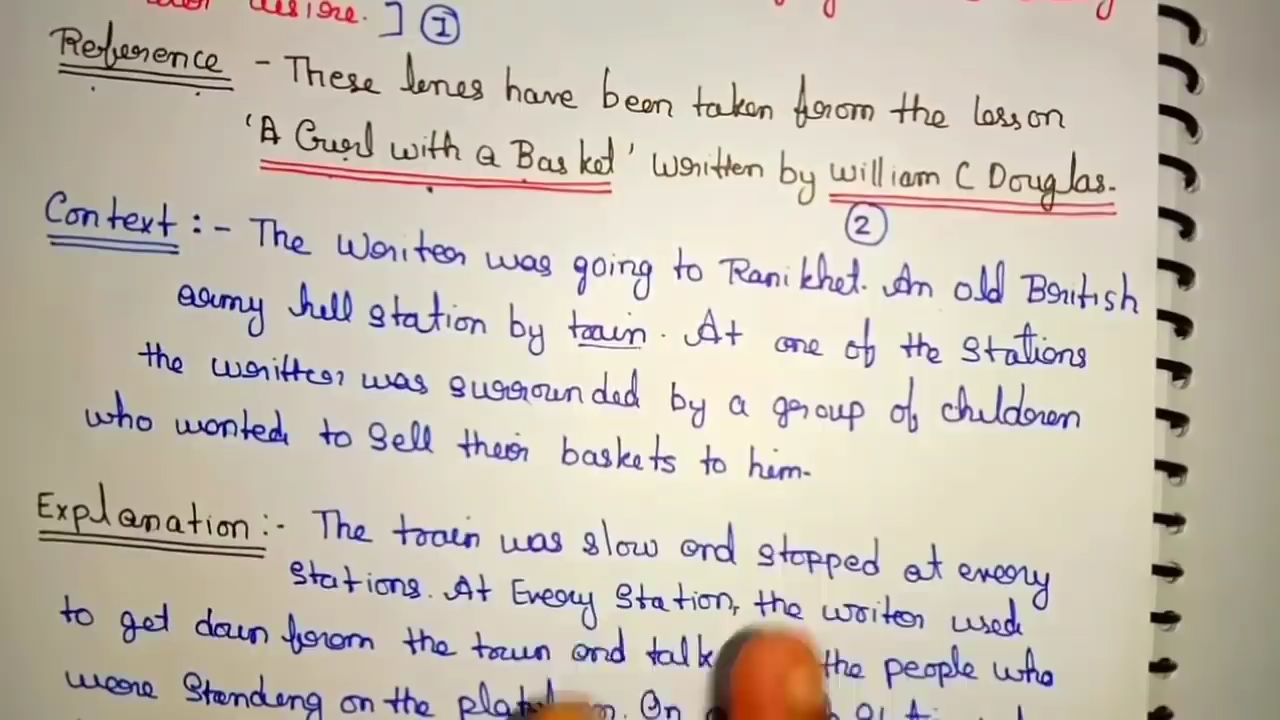 desire.] ①
Reference - These lines have been taken from the lesson
'A Girl with a Basket' written by william C Douglas.
②
Context :- The writer was going to Ranikhet. An old British
army hill station by train. At one of the stations
the writter was surrounded by a group of children
who wanted to sell their baskets to him.
Explanation :- The train was slow and stopped at every
stations. At Every Station, the writer used
to get down from the train and talk the people who
were standing on the On